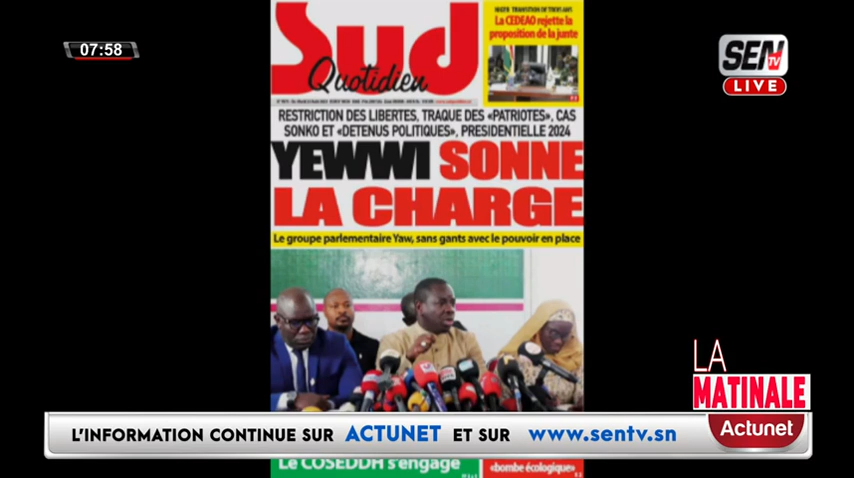 07:58
SEN TV
LIVE
Sud
Quotidien
NIGER TRANSITION DE TROIS ANS
La CEDEAO rejette la
proposition de la junte
RESTRICTION DES LIBERTES, TRAQUE DES «PATRIOTES», CAS
SONKO ET «DETENUS POLITIQUES», PRESIDENTIELLE 2024
YEWWI SONNE
LA CHARGE
Le groupe parlementaire Yaw, sans gants avec le pouvoir en place
LA
MATINALE
Actunet
L'INFORMATION CONTINUE SUR ACTUNET ET SUR www.sentv.sn
Le COSEDDH s'engage
«bombe écologique»